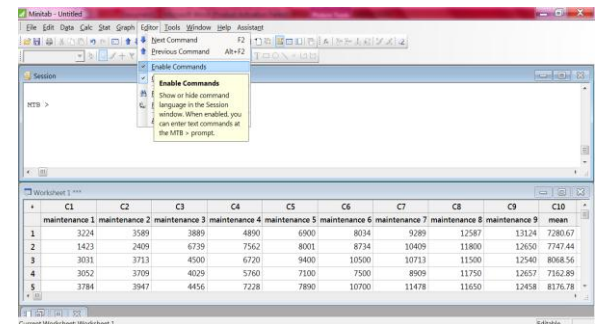 Minitab - Untitled
File Edit Data Calc Stat Graph Editor Tools Window Help Assistant
Next Command F2
Previous Command Alt+F2
Enable Commands
Session
Enable Commands
Show or hide command
language in the Session
window. When enabled, you
can enter text commands at
the MTB > prompt.
MTB >
Worksheet 1 ***
C1 C2 C3 C4 C5 C6 C7 C8 C9 C10
maintenance 1 maintenance 2 maintenance 3 maintenance 4 maintenance 5 maintenance 6 maintenance 7 maintenance 8 maintenance 9 mean
1 3224 3589 3889 4890 6900 8034 9289 12587 13124 7280.67
2 1423 2409 6739 7562 8001 8734 10409 11800 12650 7747.44
3 3031 3713 4500 6720 9400 10500 10713 11500 12540 8068.56
4 3052 3709 4029 5760 7100 7500 8909 11750 12657 7162.89
5 3784 3947 4456 7228 7890 10700 11478 11650 12458 8176.78
Current Worksheet: Worksheet 1 Editable